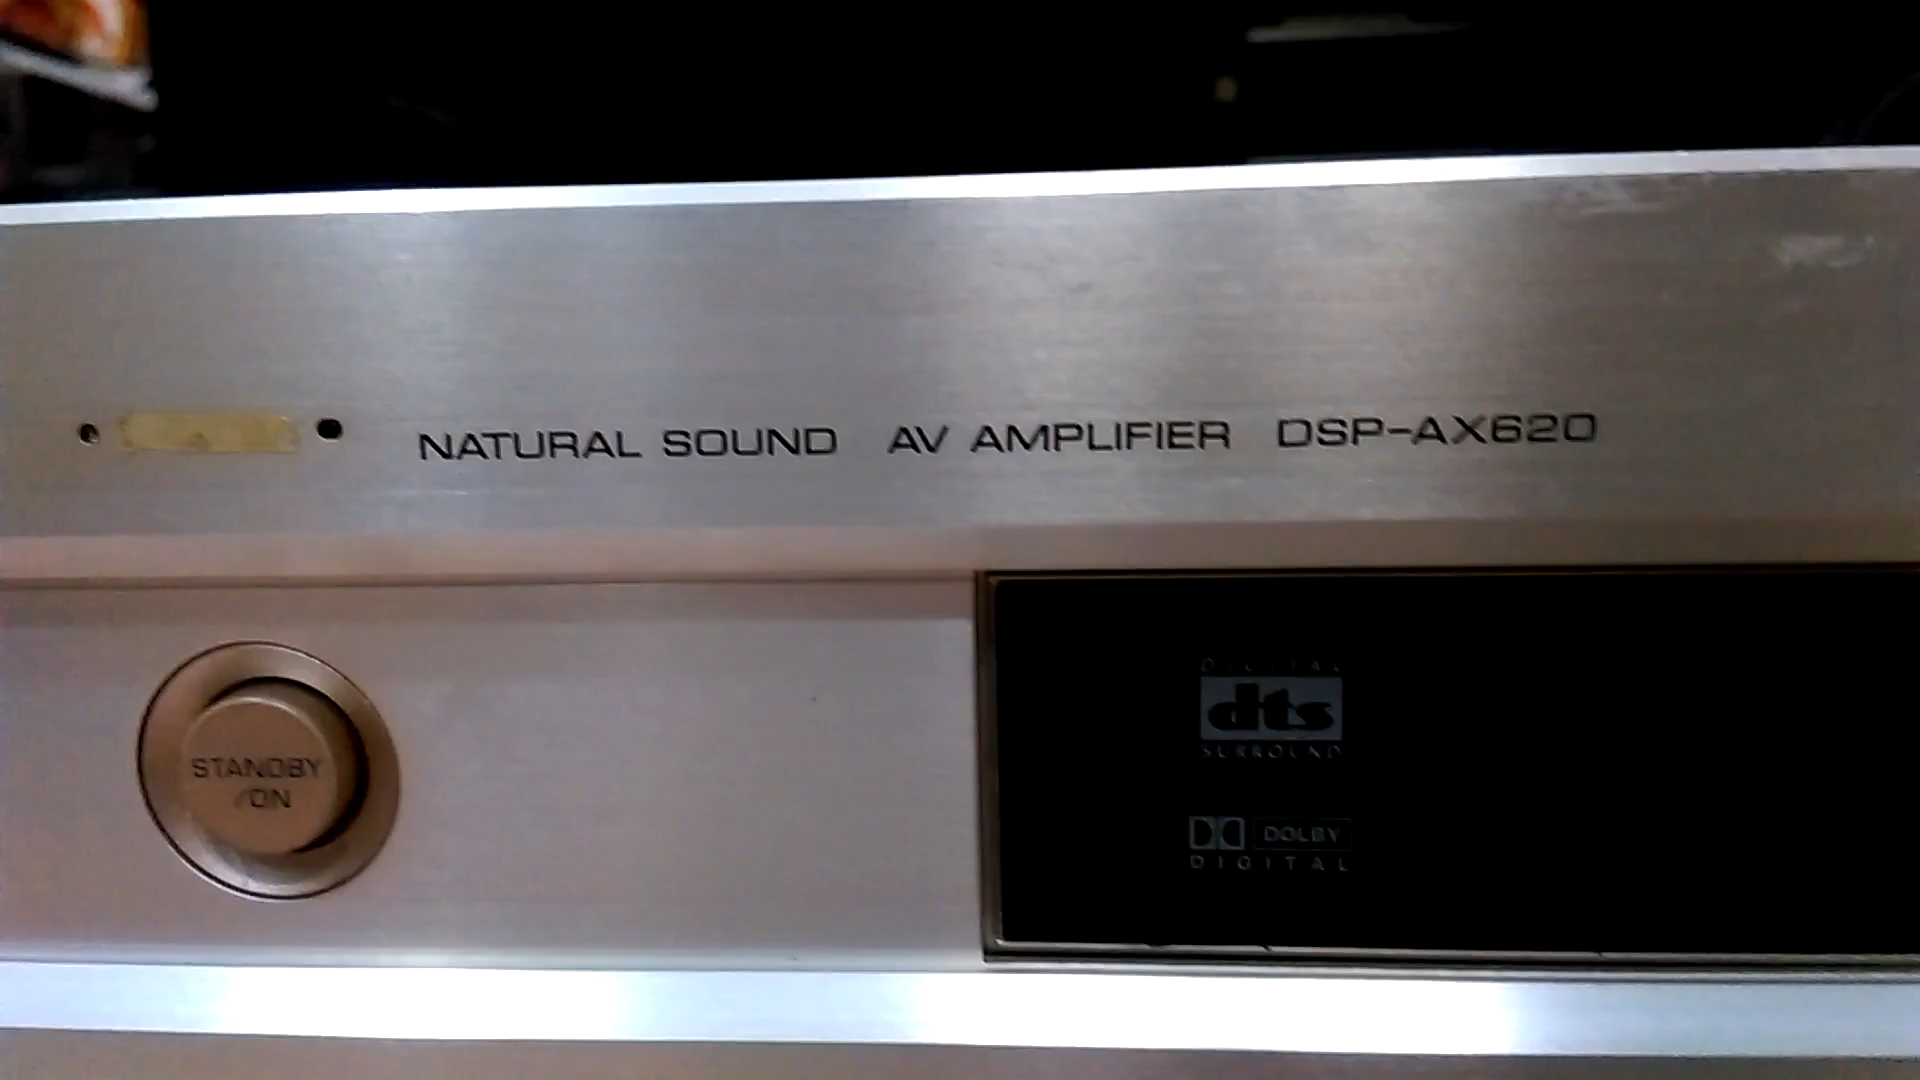 NATURAL SOUND AV AMPLIFIER DSP-AX620
STANDBY
/ON
DIGITAL
dts
SURROUND
DOLBY
DIGITAL